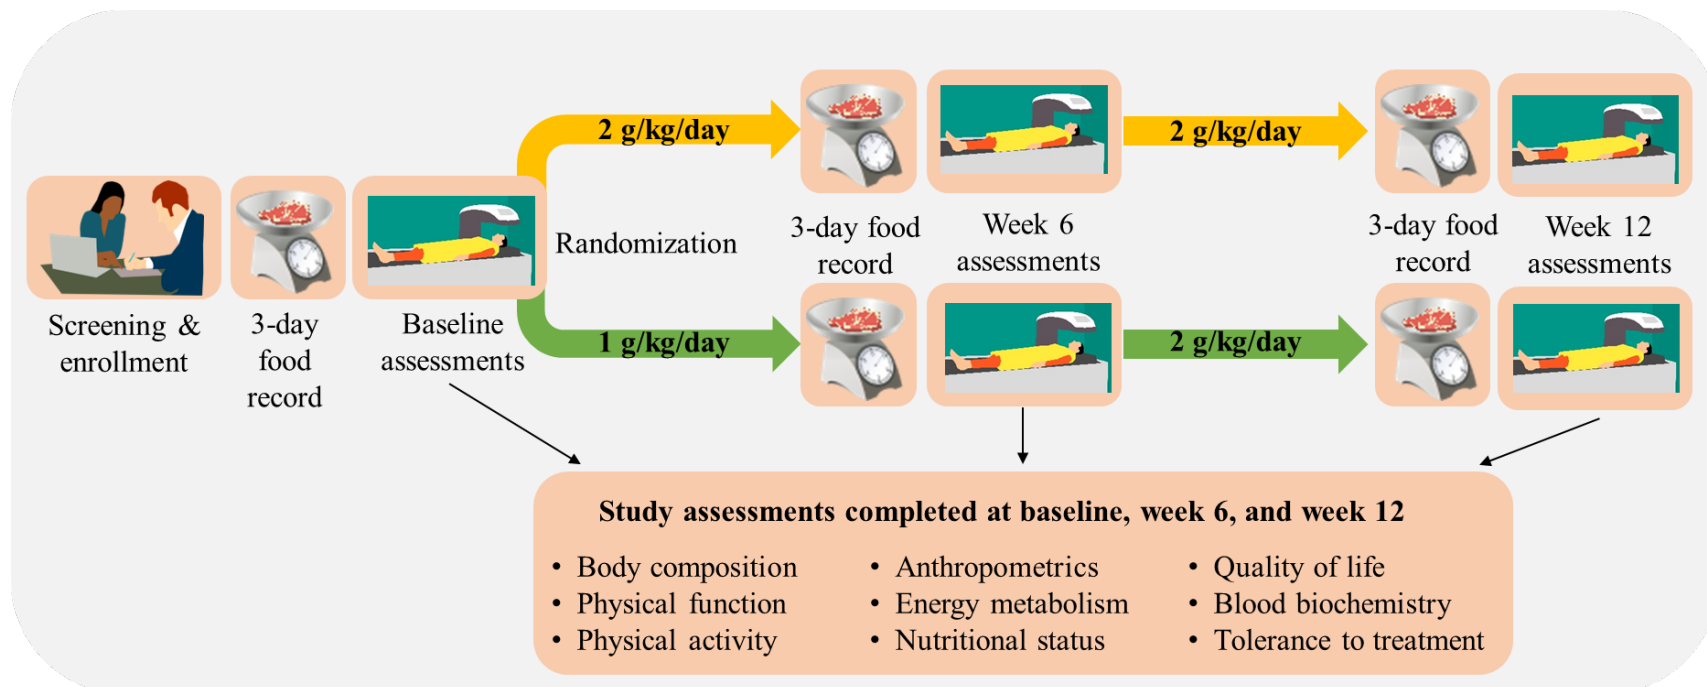 2 g/kg/day
2 g/kg/day
Randomization
3-day food
record
Week 6
assessments
3-day food
record
Week 12
assessments
Screening &
enrollment
3-day
food
record
Baseline
assessments
1 g/kg/day
2 g/kg/day
Study assessments completed at baseline, week 6, and week 12
• Body composition
• Physical function
• Physical activity
• Anthropometrics
• Energy metabolism
• Nutritional status
• Quality of life
• Blood biochemistry
• Tolerance to treatment